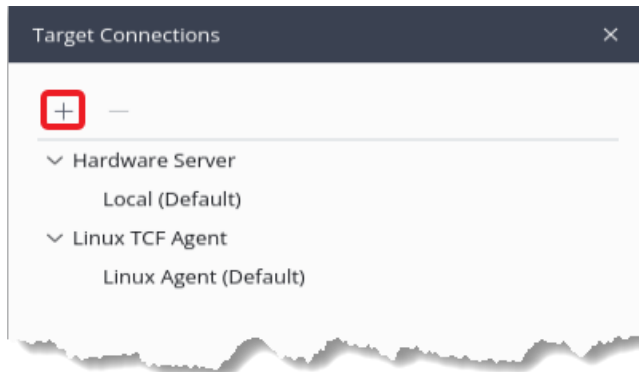 Target Connections
Hardware Server
Local (Default)
Linux TCF Agent
Linux Agent (Default)